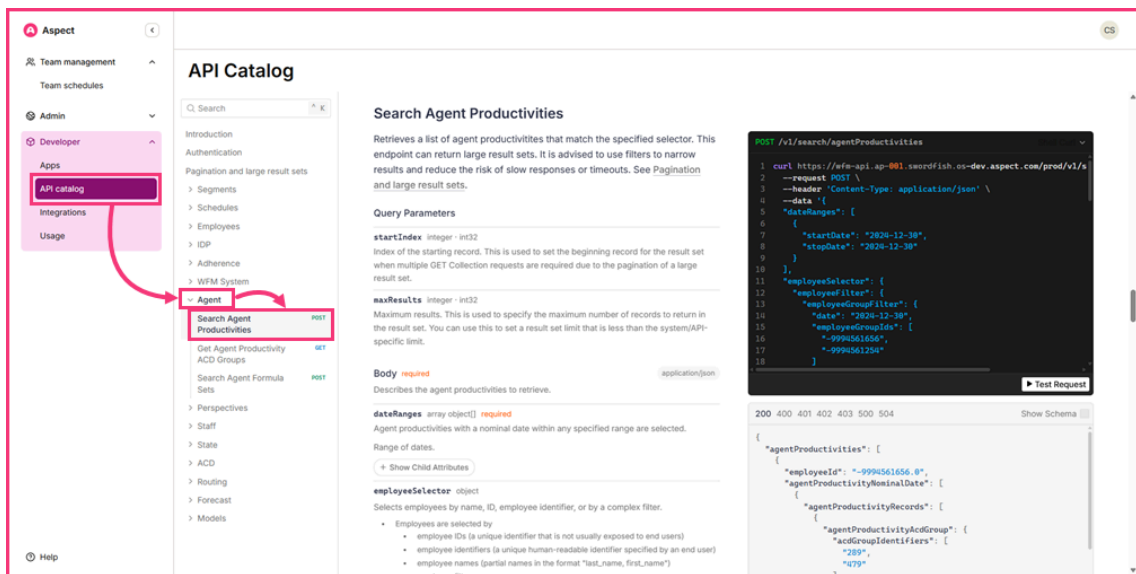 Aspect
CS
Team management
Team schedules
Admin
Developer
Apps
API catalog
Integrations
Usage
Help
API Catalog
Search
^ K
Introduction
Authentication
Pagination and large result sets
Segments
Schedules
Employees
IDP
Adherence
WFM System
Agent
Search Agent
Productivities
POST
Get Agent Productivity
ACD Groups
GET
Search Agent Formula
Sets
POST
Perspectives
Staff
State
ACD
Routing
Forecast
Models
Search Agent Productivities
Retrieves a list of agent productivitites that match the specified selector. This
endpoint can return large result sets. It is advised to use filters to narrow
results and reduce the risk of slow responses or timeouts. See Pagination
and large result sets.
Query Parameters
startIndex integer · int32
Index of the starting record. This is used to set the beginning record for the result set
when multiple GET Collection requests are required due to the pagination of a large
result set.
maxResults integer · int32
Maximum results. This is used to specify the maximum number of records to return in
the result set. You can use this to set a result set limit that is less than the system/API-
specific limit.
Body required
application/json
Describes the agent productivities to retrieve.
dateRanges array object[] required
Agent productivities with a nominal date within any specified range are selected.
Range of dates.
+ Show Child Attributes
employeeSelector object
Selects employees by name, ID, employee identifier, or by a complex filter.
• Employees are selected by
• employee IDs (a unique identifier that is not usually exposed to end users)
• employee identifiers (a unique human-readable identifier specified by an end user)
• employee names (partial names in the format "last_name, first_name")
POST /v1/search/agentProductivities
1 curl https://wfm-api.ap-001.swordfish.os-dev.aspect.com/prod/v1/s
2 --request POST \
3 --header 'Content-Type: application/json' \
4 --data '{
5 "dateRanges": [
6 {
7 "startDate": "2024-12-30",
8 "stopDate": "2024-12-30"
9 }
10 ],
11 "employeeSelector": {
12 "employeeFilter": {
13 "employeeGroupFilter": {
14 "date": "2024-12-30",
15 "employeeGroupIds": [
16 "-9994561656",
17 "-9994561254"
18 ]
Test Request
200 400 401 402 403 500 504
Show Schema
{
"agentProductivities": [
{
"employeeId": "-9994561656.0",
"agentProductivityNominalDate": [
{
"agentProductivityRecords": [
{
"agentProductivityAcdGroup": {
"acdGroupIdentifiers": [
"289",
"479"